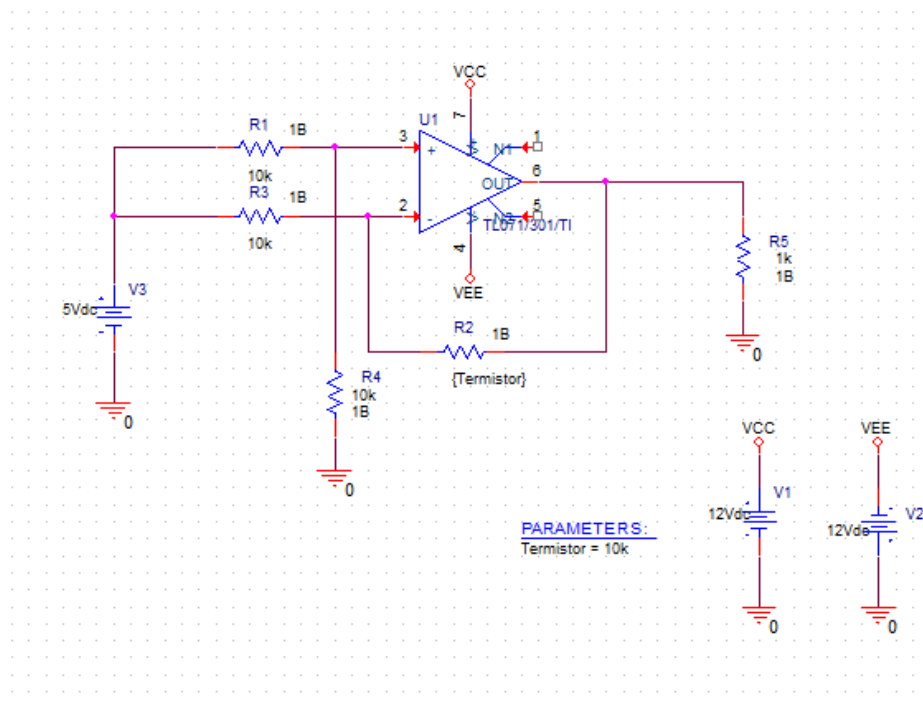 VCC
U1
R1 1B
7
3
1
+
N1
10k
R3 1B
6
OUT
2
5
-
N2
TL071/301/TI
10k
4
VEE
V3
5Vdc
R5
1k
1B
R2 1B
{Termistor}
0
R4
10k
1B
0
0
VCC
VEE
V1
12Vdc
V2
12Vdc
PARAMETERS:
Termistor = 10k
0
0